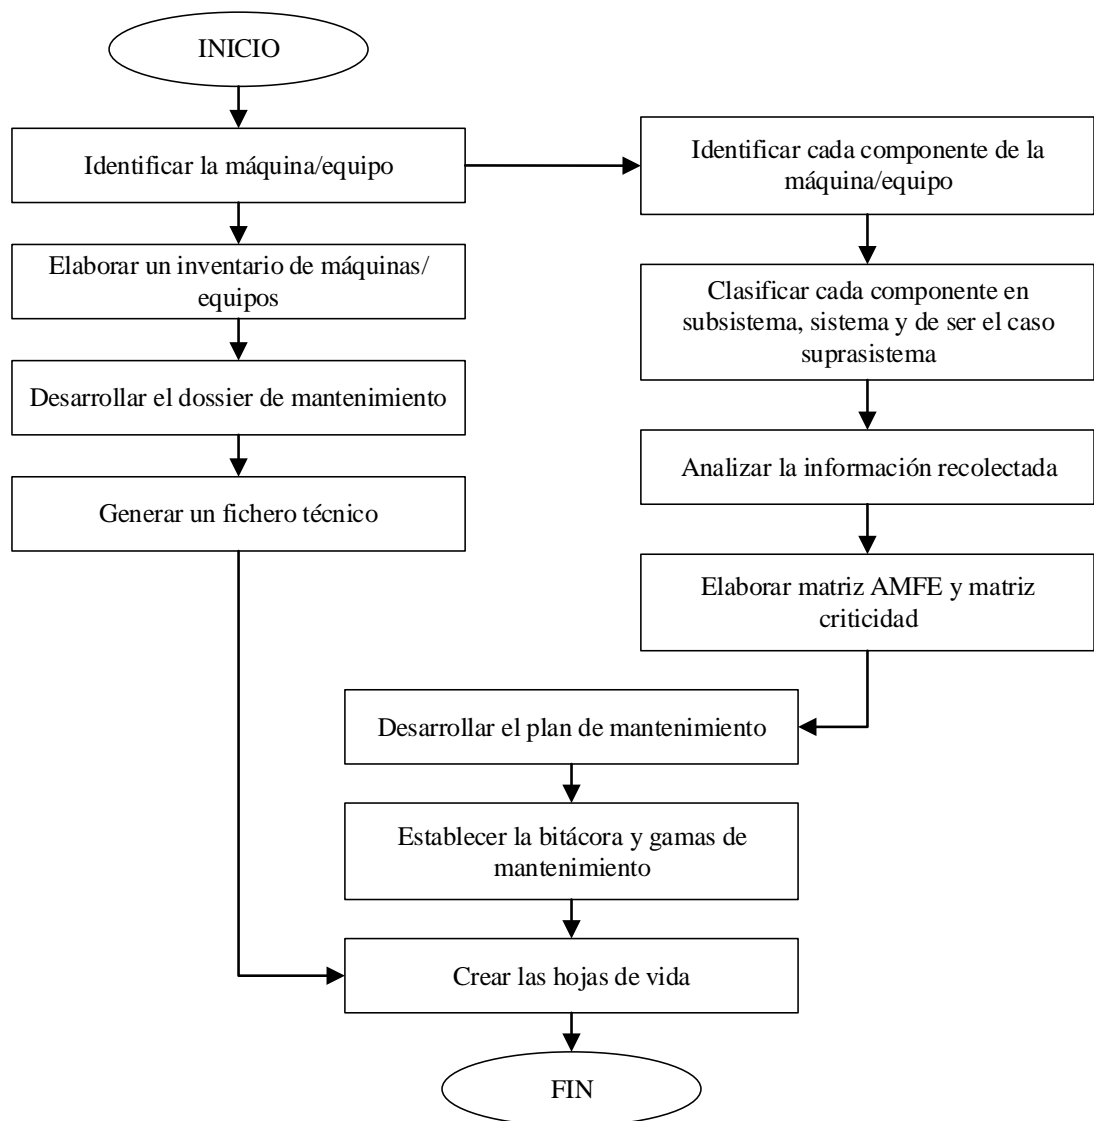 INICIO
Identificar la máquina/equipo
Elaborar un inventario de máquinas/
equipos
Desarrollar el dossier de mantenimiento
Generar un fichero técnico
Identificar cada componente de la
máquina/equipo
Clasificar cada componente en
subsistema, sistema y de ser el caso
suprasistema
Analizar la información recolectada
Elaborar matriz AMFE y matriz
criticidad
Desarrollar el plan de mantenimiento
Establecer la bitácora y gamas de
mantenimiento
Crear las hojas de vida
FIN